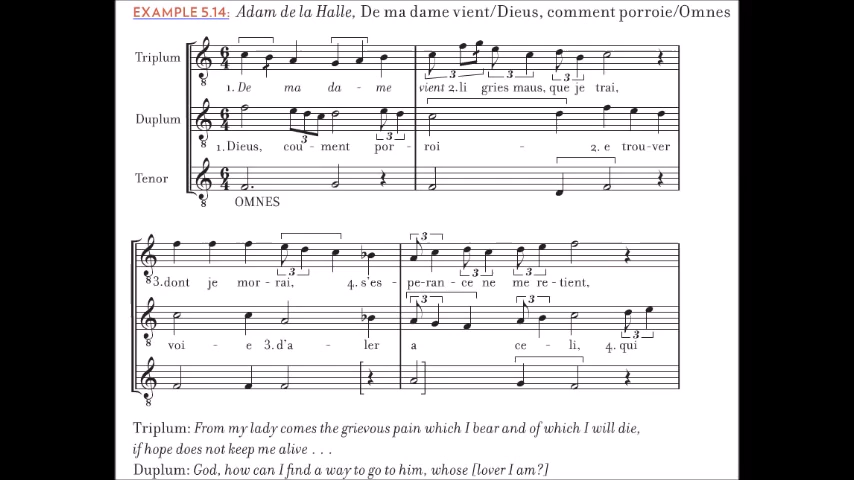 EXAMPLE 5.14: Adam de la Halle, De ma dame vient/Dieus, comment porroie/Omnes
Triplum
1. De ma da - me vient 2.li gries maus, que je trai,
Duplum
1.Dieus, cou - ment por - roi - 2. e trou-ver
Tenor
OMNES
3.dont je mor - rai, 4. s'es - pe-ran - ce ne me re - tient,
voi - e 3.d'a - ler a ce - li, 4. qui
Triplum: From my lady comes the grievous pain which I bear and of which I will die,
if hope does not keep me alive . . .
Duplum: God, how can I find a way to go to him, whose [lover I am?]